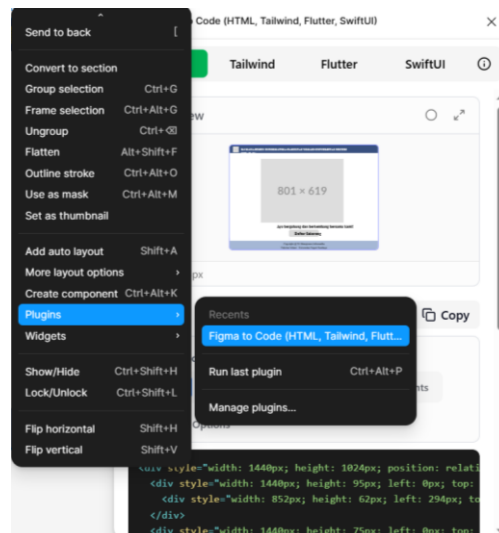 Send to back [
Convert to section
Group selection Ctrl+G
Frame selection Ctrl+Alt+G
Ungroup Ctrl+⌫
Flatten Alt+Shift+F
Outline stroke Ctrl+Alt+O
Use as mask Ctrl+Alt+M
Set as thumbnail
Add auto layout Shift+A
More layout options
Create component Ctrl+Alt+K
Plugins
Widgets
Show/Hide Ctrl+Shift+H
Lock/Unlock Ctrl+Shift+L
Flip horizontal Shift+H
Flip vertical Shift+V
Recents
Figma to Code (HTML, Tailwind, Flutt...
Run last plugin Ctrl+Alt+P
Manage plugins...
Code (HTML, Tailwind, Flutter, SwiftUI)
Tailwind Flutter SwiftUI
ew
801 × 619
px
Copy
nts
Options
<div style="width: 1440px; height: 1024px; position: relati
<div style="width: 1440px; height: 95px; left: 0px; top:
<div style="width: 852px; height: 62px; left: 294px; to
</div>
<div style="width: 1440px; height: 75px; left: 0px; top: